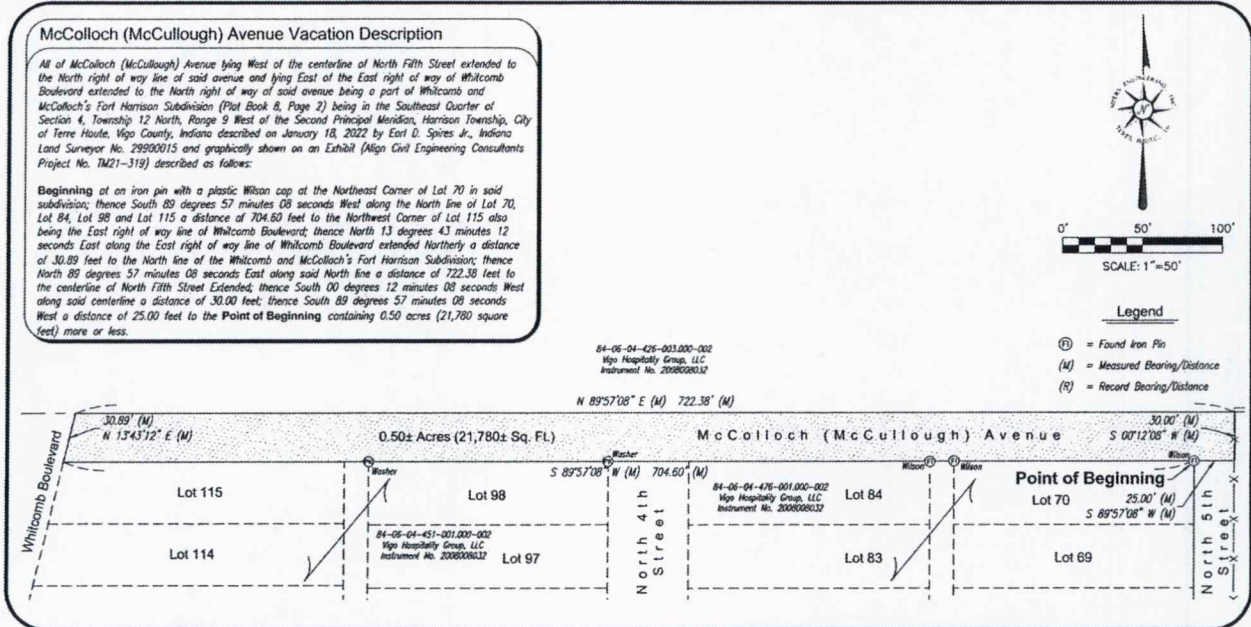 McColloch (McCullough) Avenue Vacation Description
All of McColloch (McCullough) Avenue lying West of the centerline of North Fifth Street extended to
the North right of way line of said avenue and lying East of the East right of way of Whitcomb
Boulevard extended to the North right of way of said avenue being a part of Whitcomb and
McColloch's Fort Harrison Subdivision (Plat Book 8, Page 2) being in the Southeast Quarter of
Section 4, Township 12 North, Range 9 West of the Second Principal Meridian, Harrison Township, City
of Terre Haute, Vigo County, Indiana described on January 18, 2022 by Earl D. Spires Jr., Indiana
Land Surveyor No. 29900015 and graphically shown on an Exhibit (Align Civil Engineering Consultants
Project No. TM21-319) described as follows:
Beginning at an iron pin with a plastic Wilson cap at the Northeast Corner of Lot 70 in said
subdivision; thence South 89 degrees 57 minutes 08 seconds West along the North line of Lot 70,
Lot 84, Lot 98 and Lot 115 a distance of 704.60 feet to the Northwest Corner of Lot 115 also
being the East right of way line of Whitcomb Boulevard; thence North 13 degrees 43 minutes 12
seconds East along the East right of way line of Whitcomb Boulevard extended Northerly a distance
of 30.89 feet to the North line of the Whitcomb and McColloch's Fort Harrison Subdivision; thence
North 89 degrees 57 minutes 08 seconds East along said North line a distance of 722.38 feet to
the centerline of North Fifth Street Extended; thence South 00 degrees 12 minutes 08 seconds West
along said centerline a distance of 30.00 feet; thence South 89 degrees 57 minutes 08 seconds
West a distance of 25.00 feet to the Point of Beginning containing 0.50 acres (21,780 square
feet) more or less.
MYERS ENGINEERING, INC.
N
TERRE HAUTE, IN
0' 50' 100'
SCALE: 1"=50'
Legend
FI = Found Iron Pin
(M) = Measured Bearing/Distance
(R) = Record Bearing/Distance
84-06-04-426-003.000-002
Vigo Hospitality Group, LLC
Instrument No. 2008008032
N 89°57'08" E (M) 722.38' (M)
30.89' (M)
N 13°43'12" E (M)
0.50± Acres (21,780± Sq. Ft.)
McColloch (McCullough) Avenue
30.00' (M)
S 00°12'08" W (M)
Washer
Washer
S 89°57'08" W (M) 704.60' (M)
Wilson
Wilson
Wilson
Point of Beginning
25.00' (M)
S 89°57'08" W (M)
Whitcomb Boulevard
Lot 115
Lot 98
North 4th
Street
84-06-04-476-001.000-002
Vigo Hospitality Group, LLC
Instrument No. 2008008032
Lot 84
Lot 70
North 5th
Street
Lot 114
84-06-04-451-001.000-002
Vigo Hospitality Group, LLC
Instrument No. 2008008032
Lot 97
Lot 83
Lot 69